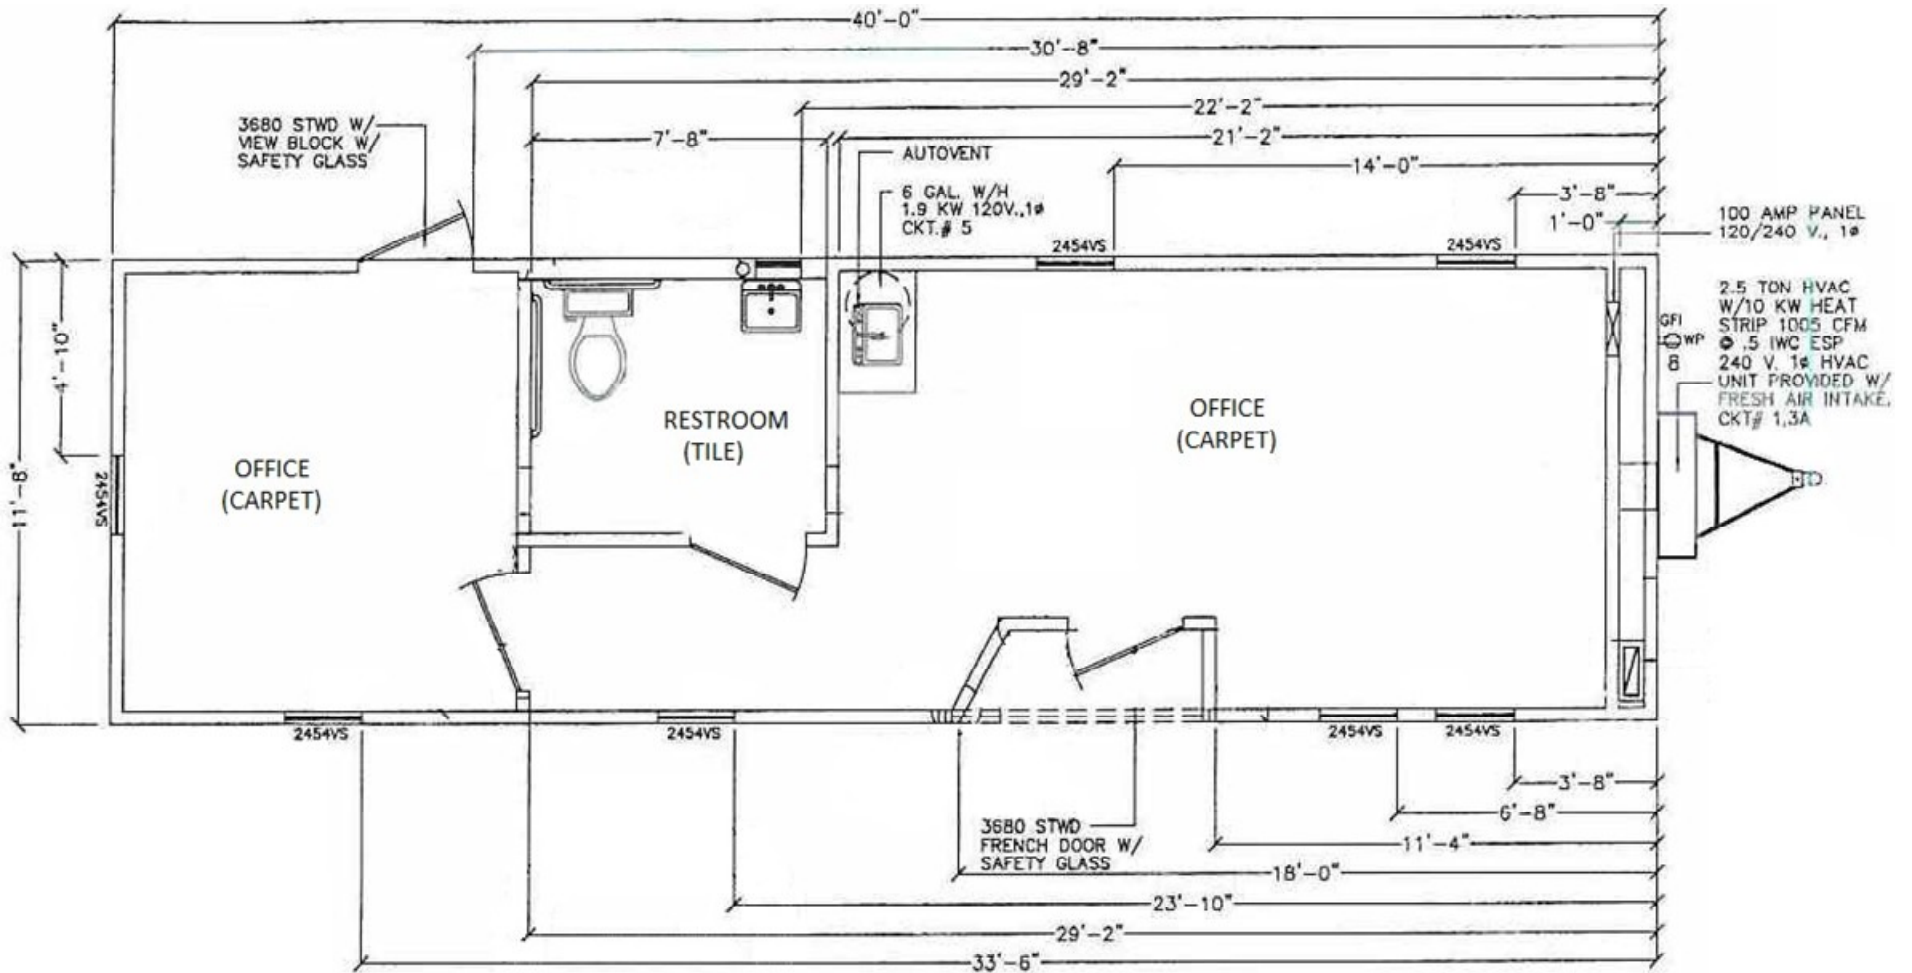 40'-0"
30'-8"
29'-2"
22'-2"
7'-8"
21'-2"
14'-0"
3'-8"
1'-0"
3680 STWD W/
VIEW BLOCK W/
SAFETY GLASS
AUTOVENT
6 GAL. W/H
1.9 KW 120V.,1ø
CKT.# 5
100 AMP PANEL
120/240 V., 1ø
2454VS
2454VS
2.5 TON HVAC
W/10 KW HEAT
STRIP 1005 CFM
@ .5 IWC ESP
240 V. 1ø HVAC
UNIT PROVIDED W/
FRESH AIR INTAKE,
CKT# 1,3A
GFI
WP
8
4'-10"
11'-8"
2454VS
OFFICE
(CARPET)
RESTROOM
(TILE)
OFFICE
(CARPET)
2454VS
2454VS
2454VS
2454VS
3680 STWD
FRENCH DOOR W/
SAFETY GLASS
3'-8"
6'-8"
11'-4"
18'-0"
23'-10"
29'-2"
33'-6"